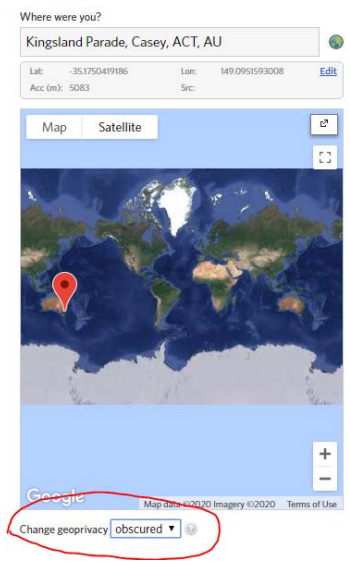 Where were you?
Kingsland Parade, Casey, ACT, AU
Lat: -35.1750419186 Lon: 149.0951593008 Edit
Acc (m): 5083 Src:
Map Satellite
Google
Map data ©2020 Imagery ©2020 Terms of Use
Change geoprivacy obscured